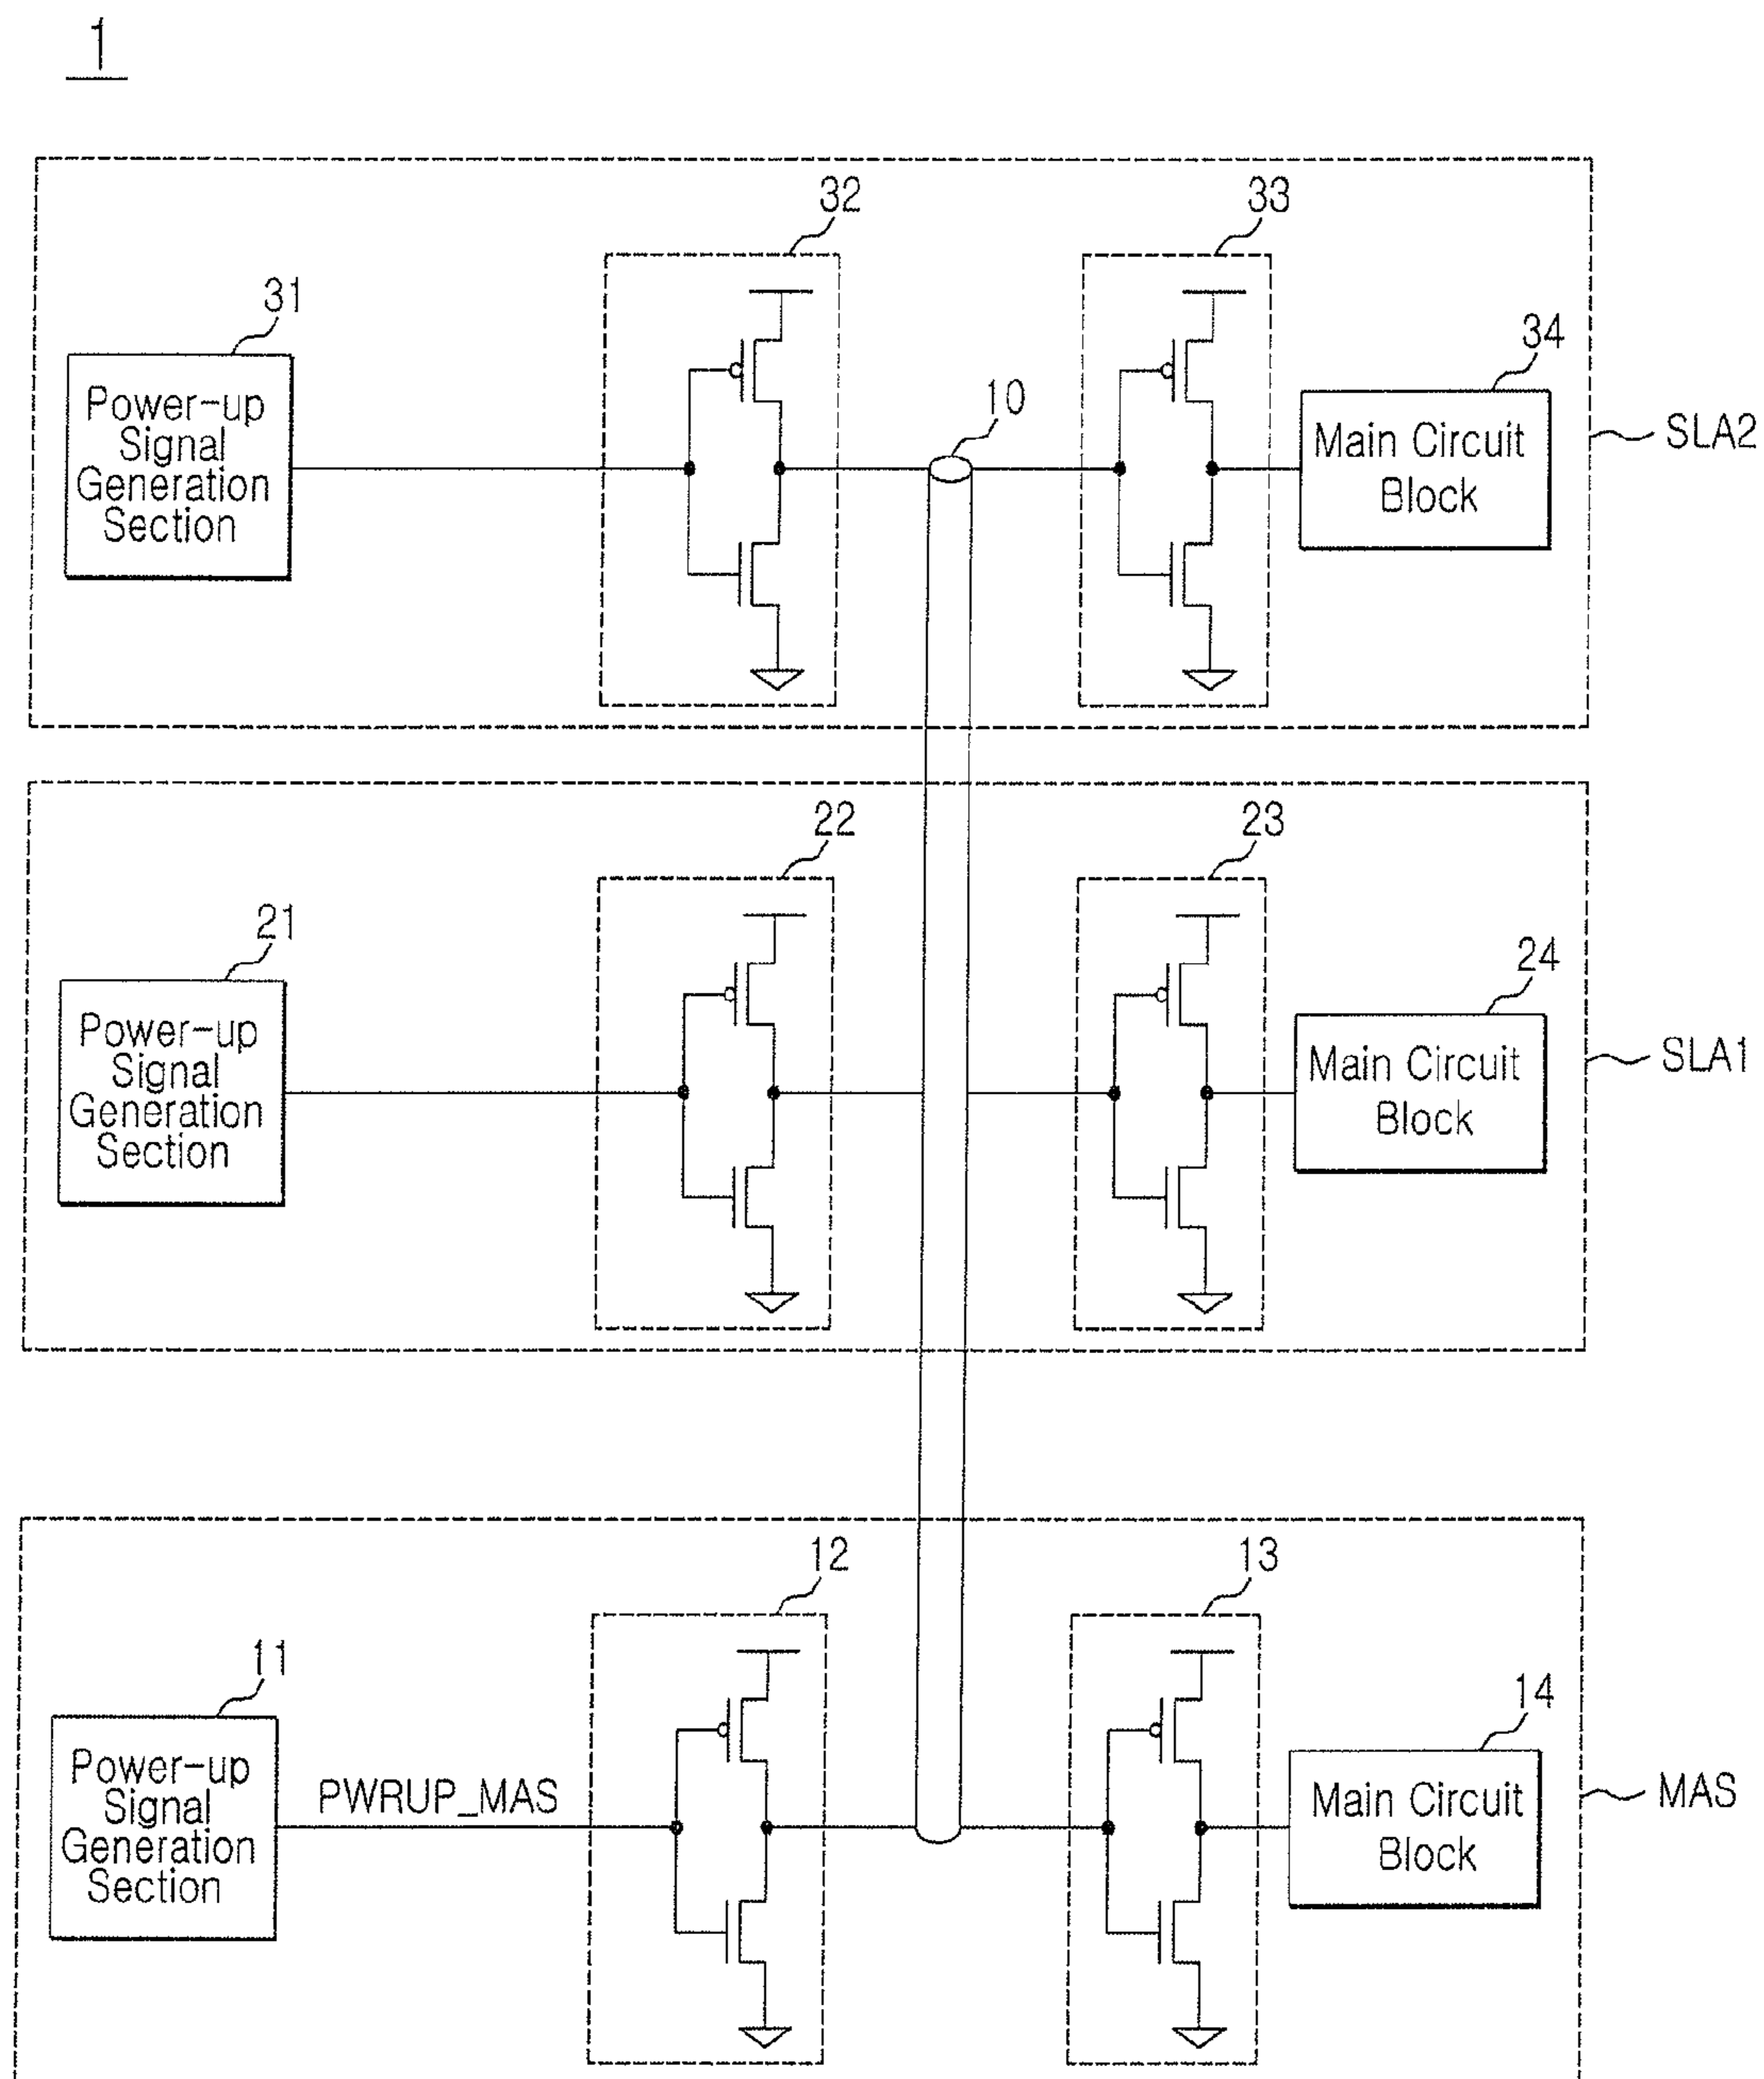 1
32
33
31
34
Power-up
Signal
Generation
Section
10
Main Circuit
Block
SLA2
22
23
21
24
Power-up
Signal
Generation
Section
Main Circuit
Block
SLA1
12
13
11
14
Power-up
Signal
Generation
Section
PWRUP_MAS
Main Circuit
Block
MAS